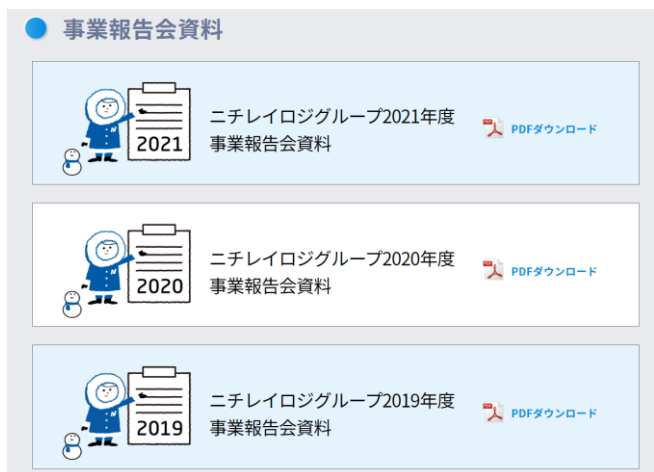 事業報告会資料
2021
ニチレイロジグループ2021年度
事業報告会資料
PDFダウンロード
2020
ニチレイロジグループ2020年度
事業報告会資料
PDFダウンロード
2019
ニチレイロジグループ2019年度
事業報告会資料
PDFダウンロード